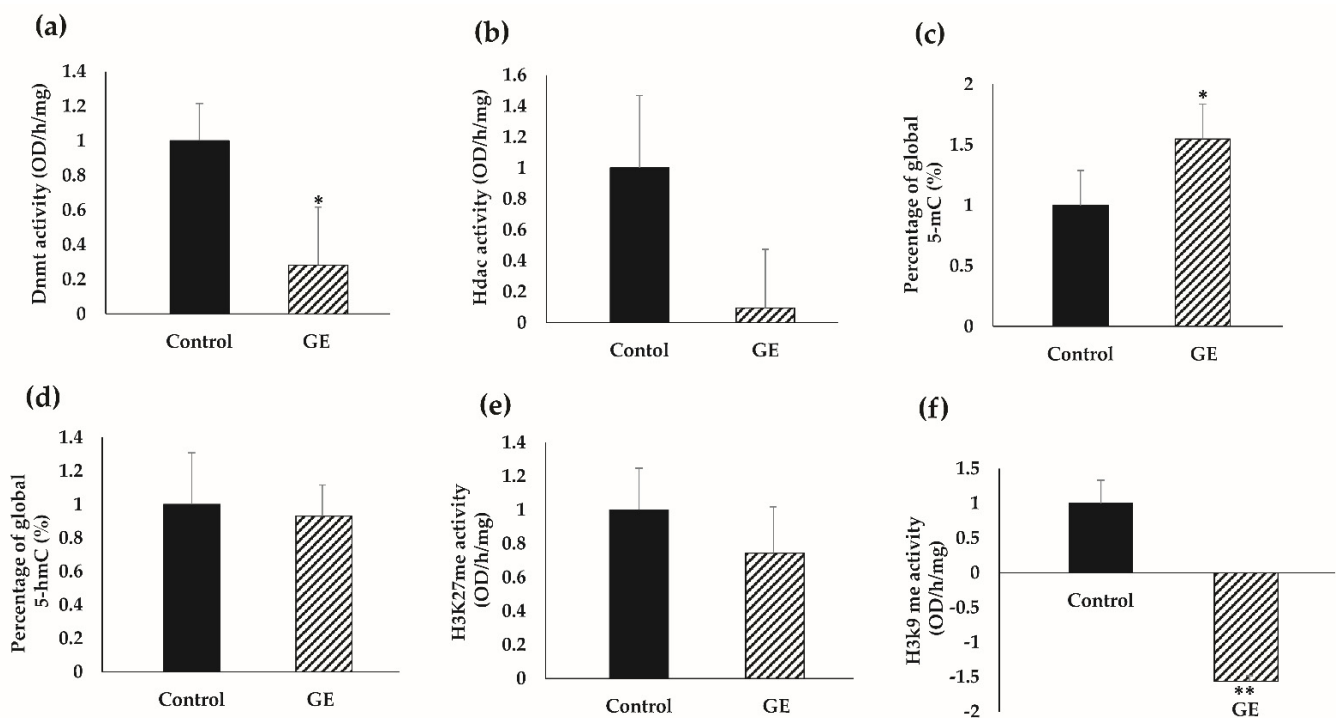 (a)
Dnmt activity (OD/h/mg)
1.4
1.2
1
0.8
0.6
0.4
0.2
0
*
Control GE
(b)
Hdac activity (OD/h/mg)
1.6
1.4
1.2
1
0.8
0.6
0.4
0.2
0
Contol GE
(c)
Percentage of global
5-mC (%)
2
1.5
1
0.5
0
*
Control GE
(d)
Percentage of global
5-hmC (%)
1.4
1.2
1
0.8
0.6
0.4
0.2
0
Control GE
(e)
H3K27me activity
(OD/h/mg)
1.4
1.2
1
0.8
0.6
0.4
0.2
0
Control GE
(f)
H3k9 me activity
(OD/h/mg)
1.5
1
0.5
0
-0.5
-1
-1.5
-2
Control
**
GE